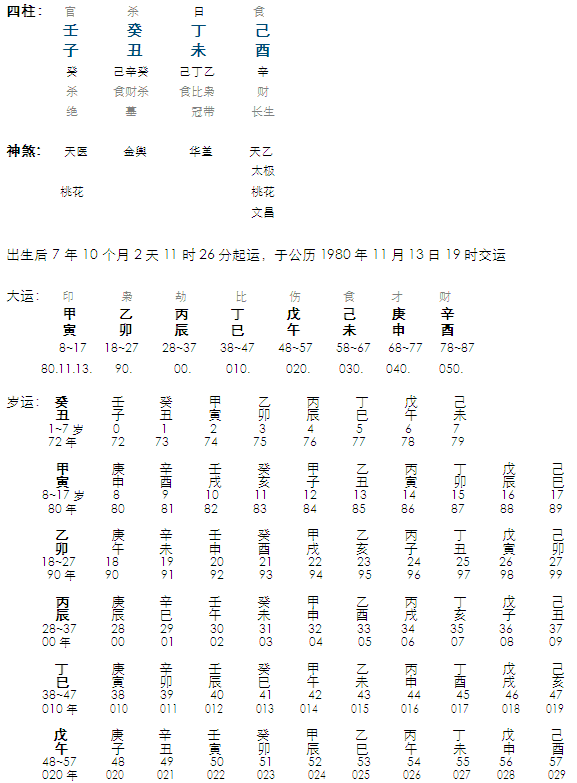 四柱： 官 杀 日 食
壬 癸 丁 己
子 丑 未 酉
癸 己辛癸 己丁乙 辛
杀 食财杀 食比枭 财
绝 墓 冠带 长生
神煞： 天医 金舆 华盖 天乙
太极
桃花 桃花
文昌
出生后 7 年 10 个月 2 天 11 时 26 分起运，于公历 1980 年 11 月 13 日 19 时交运
大运： 印 枭 劫 比 伤 食 才 财
甲 乙 丙 丁 戊 己 庚 辛
寅 卯 辰 巳 午 未 申 酉
8~17 18~27 28~37 38~47 48~57 58~67 68~77 78~87
80.11.13. 90. 00. 010. 020. 030. 040. 050.
岁运： 癸 壬 癸 甲 乙 丙 丁 戊 己
丑 子 丑 寅 卯 辰 巳 午 未
1~7 岁 0 1 2 3 4 5 6 7
72 年 72 73 74 75 76 77 78 79
甲 庚 辛 壬 癸 甲 乙 丙 丁 戊 己
寅 申 酉 戌 亥 子 丑 寅 卯 辰 巳
8~17 岁 8 9 10 11 12 13 14 15 16 17
80 年 80 81 82 83 84 85 86 87 88 89
乙 庚 辛 壬 癸 甲 乙 丙 丁 戊 己
卯 午 未 申 酉 戌 亥 子 丑 寅 卯
18~27 18 19 20 21 22 23 24 25 26 27
90 年 90 91 92 93 94 95 96 97 98 99
丙 庚 辛 壬 癸 甲 乙 丙 丁 戊 己
辰 辰 巳 午 未 申 酉 戌 亥 子 丑
28~37 28 29 30 31 32 33 34 35 36 37
00 年 00 01 02 03 04 05 06 07 08 09
丁 庚 辛 壬 癸 甲 乙 丙 丁 戊 己
巳 寅 卯 辰 巳 午 未 申 酉 戌 亥
38~47 38 39 40 41 42 43 44 45 46 47
010 年 010 011 012 013 014 015 016 017 018 019
戊 庚 辛 壬 癸 甲 乙 丙 丁 戊 己
午 子 丑 寅 卯 辰 巳 午 未 申 酉
48~57 48 49 50 51 52 53 54 55 56 57
020 年 020 021 022 023 024 025 026 027 028 029